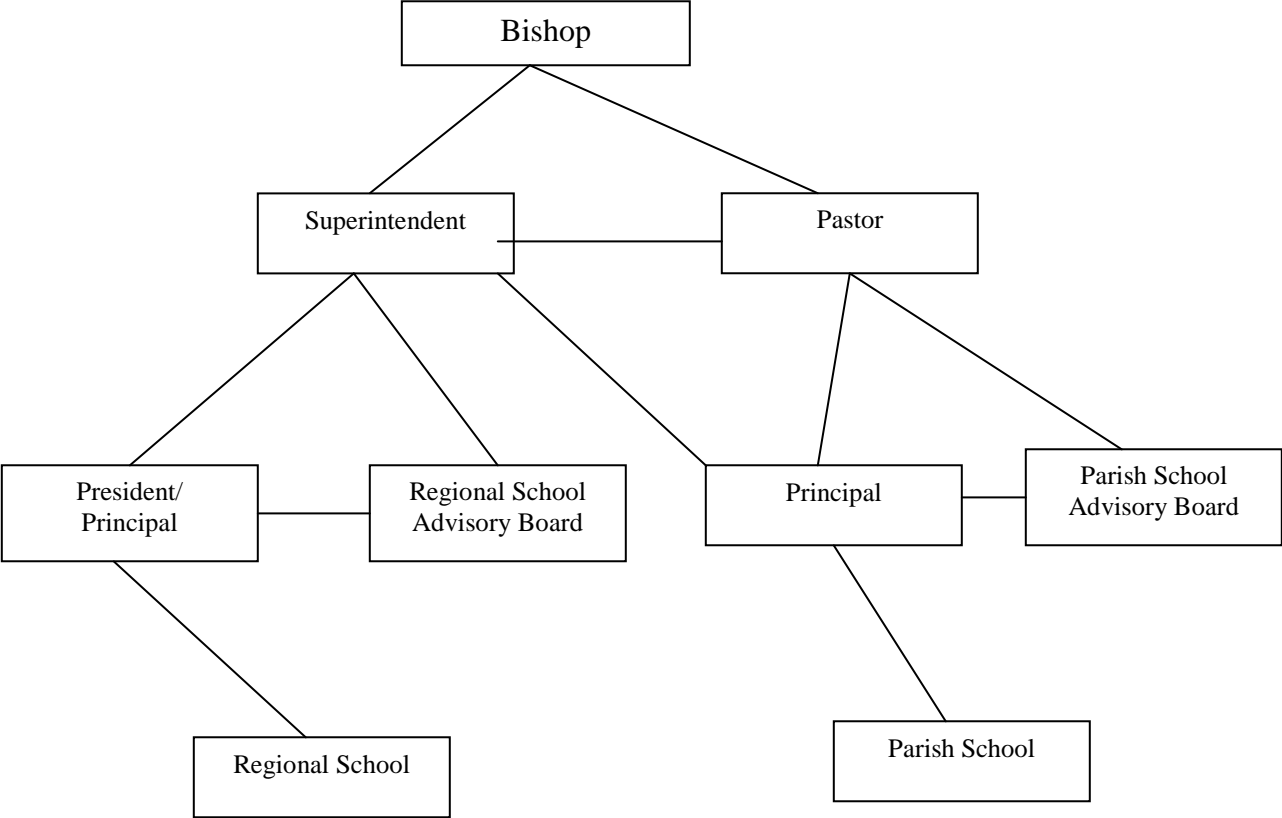 Bishop
Superintendent
Pastor
President/
Principal
Regional School
Advisory Board
Principal
Parish School
Advisory Board
Regional School
Parish School